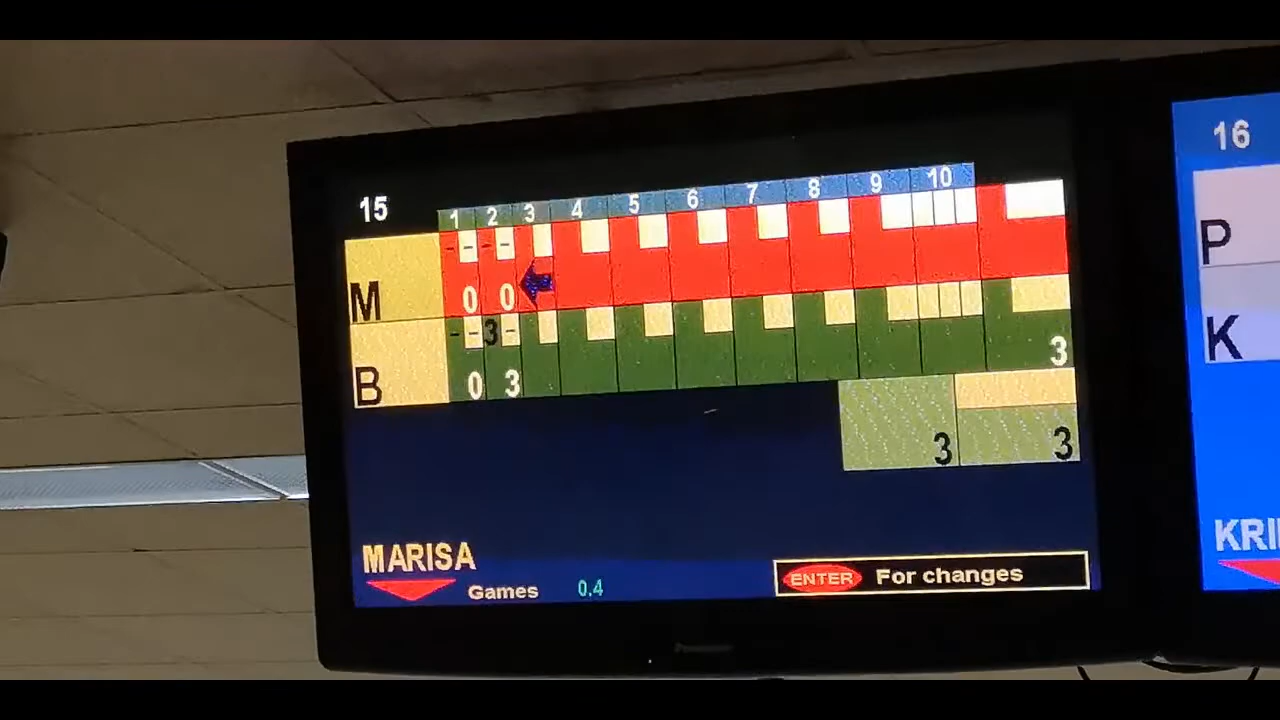 15
1 2 3 4 5 6 7 8 9 10
M - - - -
0 0
B - - 3 -
0 3 3
3 3
MARISA
Games 0,4
ENTER For changes
16
P
K
KRI
Panasonic